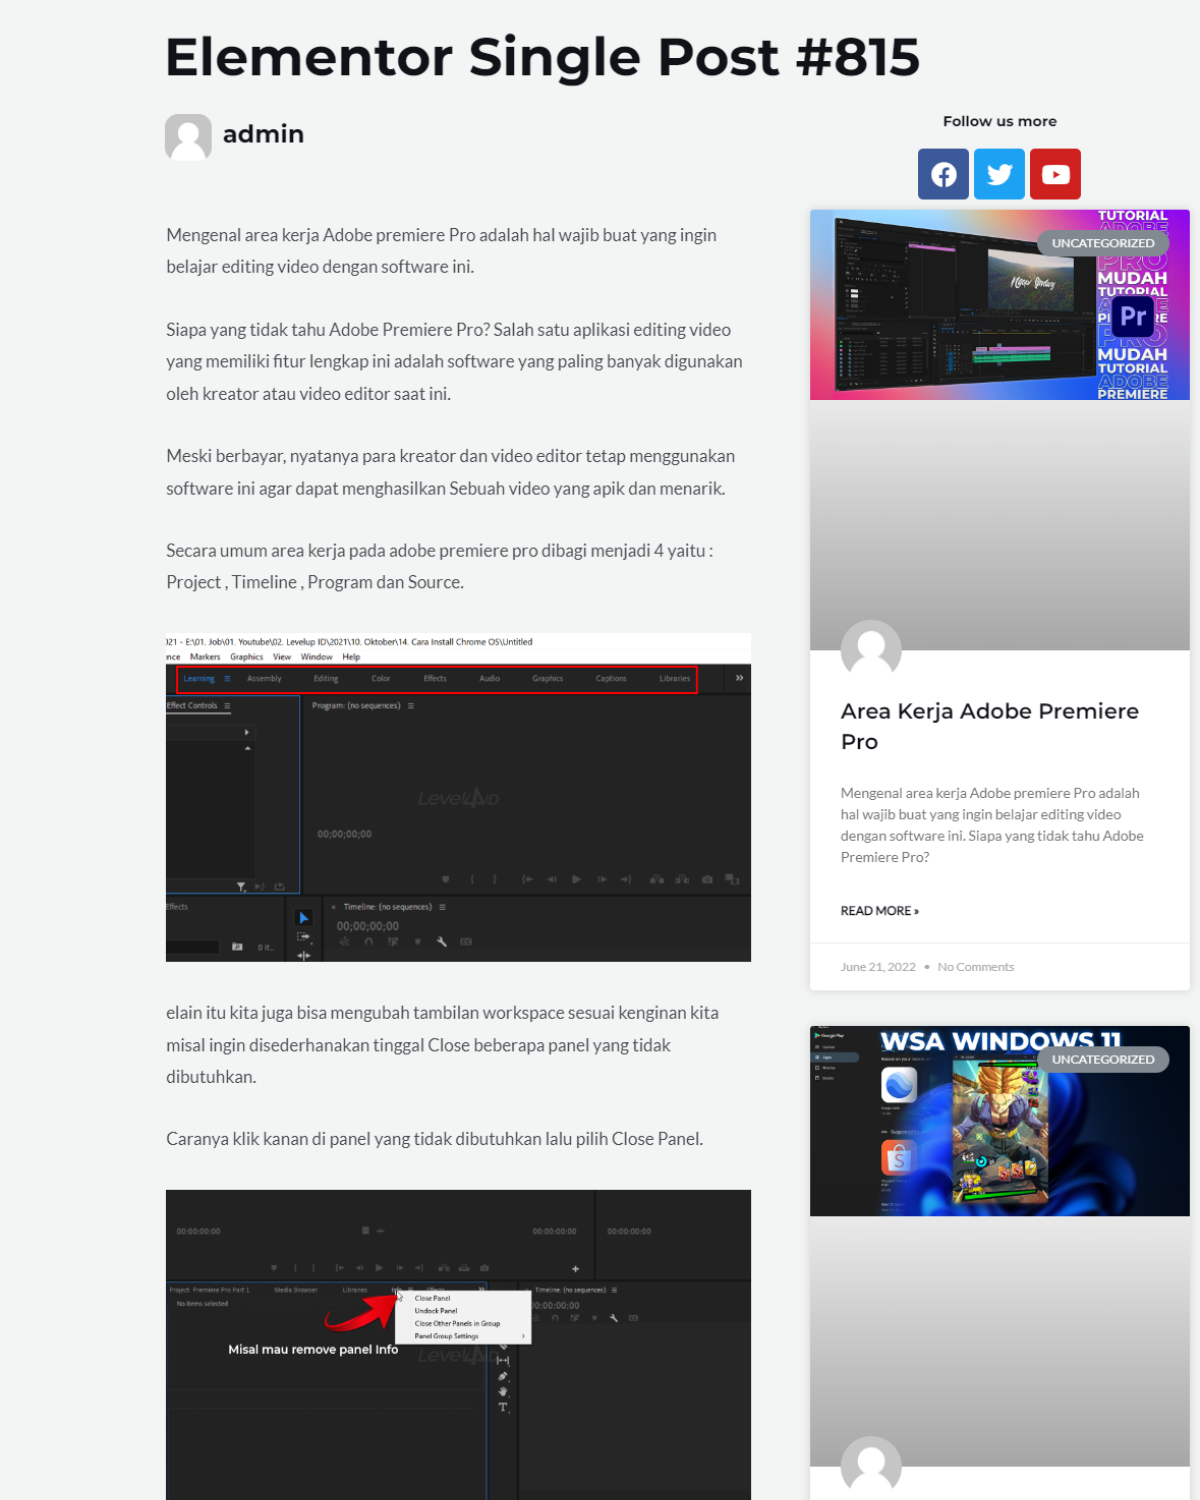 Elementor Single Post #815
admin
Follow us more
Mengenal area kerja Adobe premiere Pro adalah hal wajib buat yang ingin
belajar editing video dengan software ini.
Siapa yang tidak tahu Adobe Premiere Pro? Salah satu aplikasi editing video
yang memiliki fitur lengkap ini adalah software yang paling banyak digunakan
oleh kreator atau video editor saat ini.
Meski berbayar, nyatanya para kreator dan video editor tetap menggunakan
software ini agar dapat menghasilkan Sebuah video yang apik dan menarik.
Secara umum area kerja pada adobe premiere pro dibagi menjadi 4 yaitu :
Project , Timeline , Program dan Source.
021 - E:\01. Job\01. Youtube\02. Levelup ID\2021\10. Oktober\14. Cara Install Chrome OS\Untitled
nce Markers Graphics View Window Help
Learning Assembly Editing Color Effects Audio Graphics Captions Libraries
Effect Controls Program: (no sequences)
LevelUpID
00;00;00;00
Effects × Timeline: (no sequences)
00;00;00;00
0 it...
elain itu kita juga bisa mengubah tambilan workspace sesuai kenginan kita
misal ingin disederhanakan tinggal Close beberapa panel yang tidak
dibutuhkan.
Caranya klik kanan di panel yang tidak dibutuhkan lalu pilih Close Panel.
00:00:00:00 00:00:00:00 00:00:00:00
Project: Premiere Pro Part 1 Media Browser Libraries Info Effects Timeline: (no sequences)
No items selected
00:00:00:00
Close Panel
Undock Panel
Close Other Panels in Group
Panel Group Settings
Misal mau remove panel Info
LevelUpID
TUTORIAL
ADOBE
UNCATEGORIZED
PRO
MUDAH
TUTORIAL
Pr
PRO
MUDAH
TUTORIAL
ADOBE
PREMIERE
Area Kerja Adobe Premiere
Pro
Mengenal area kerja Adobe premiere Pro adalah
hal wajib buat yang ingin belajar editing video
dengan software ini. Siapa yang tidak tahu Adobe
Premiere Pro?
READ MORE »
June 21, 2022 • No Comments
Google Play
WSA WINDOWS 11
UNCATEGORIZED